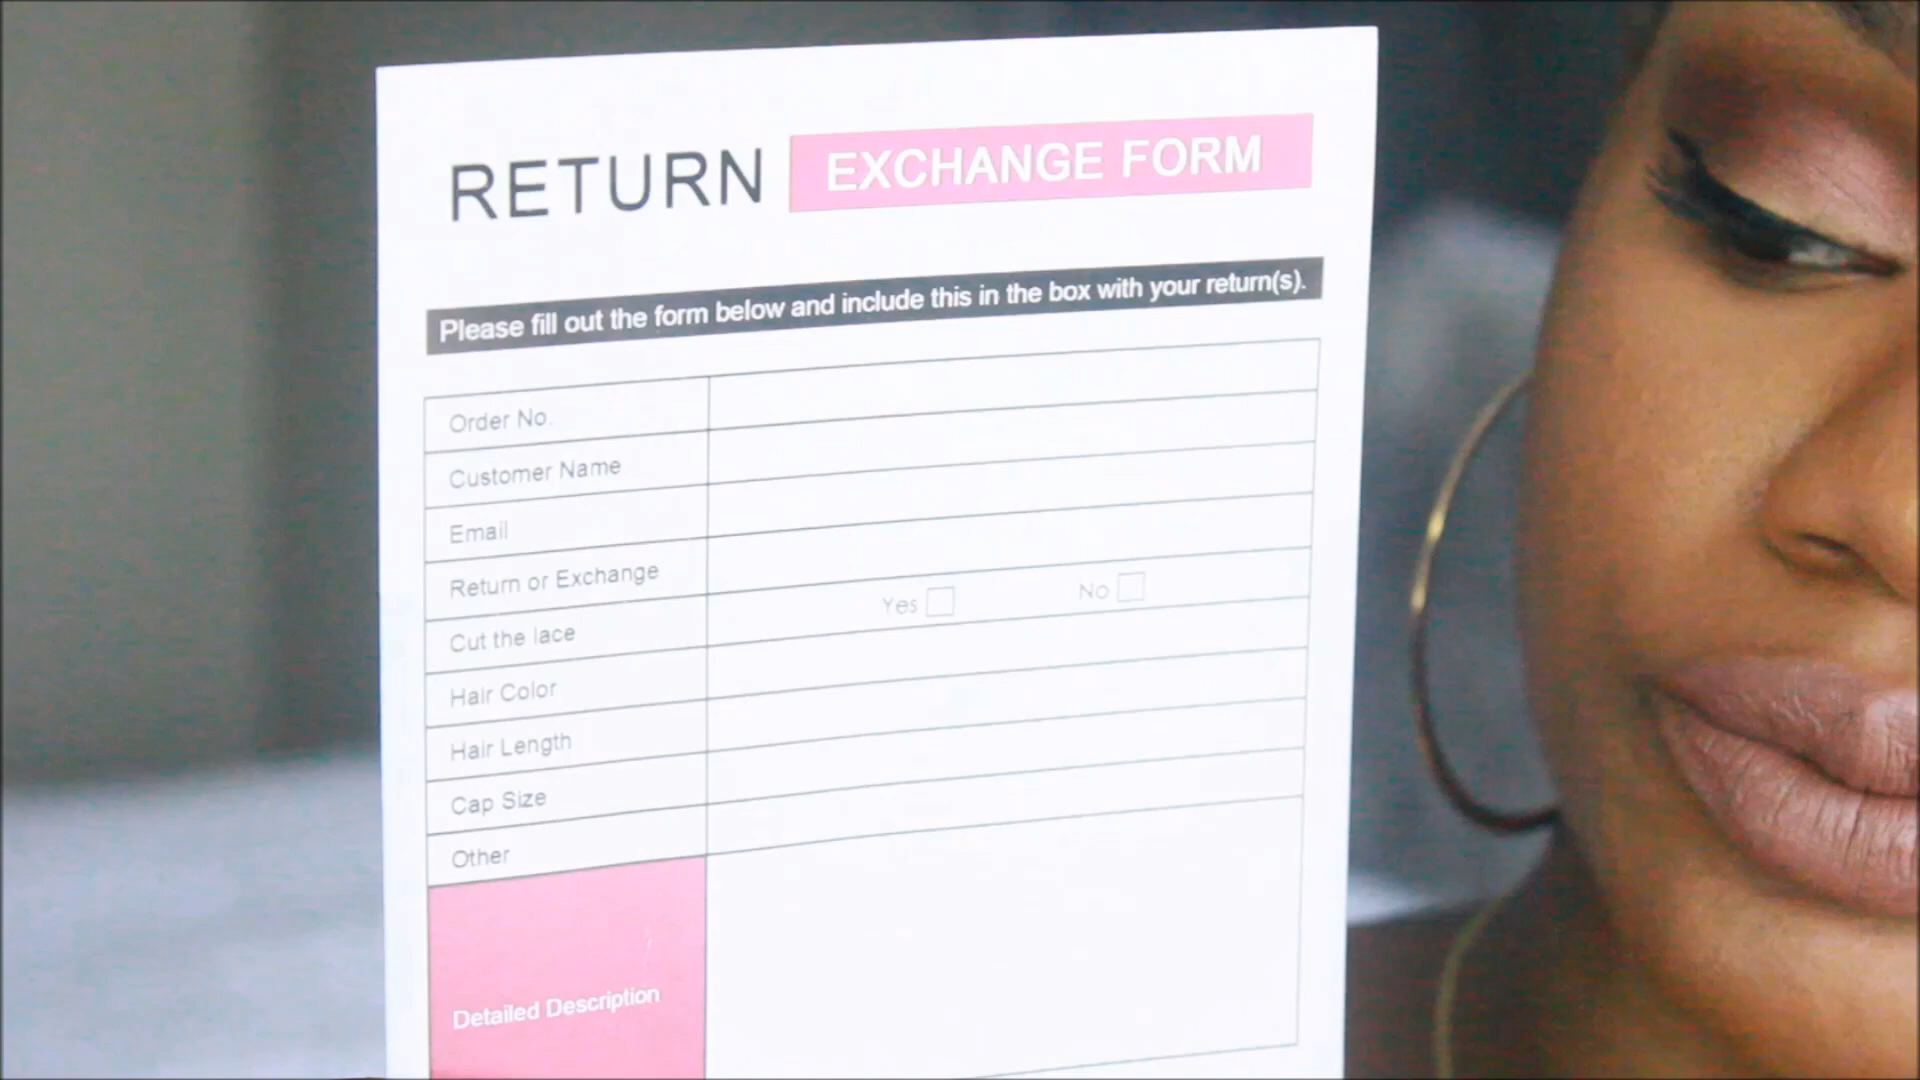 RETURN EXCHANGE FORM
Please fill out the form below and include this in the box with your return(s).
Order No.
Customer Name
Email
Return or Exchange
Cut the lace Yes No
Hair Color
Hair Length
Cap Size
Other
Detailed Description